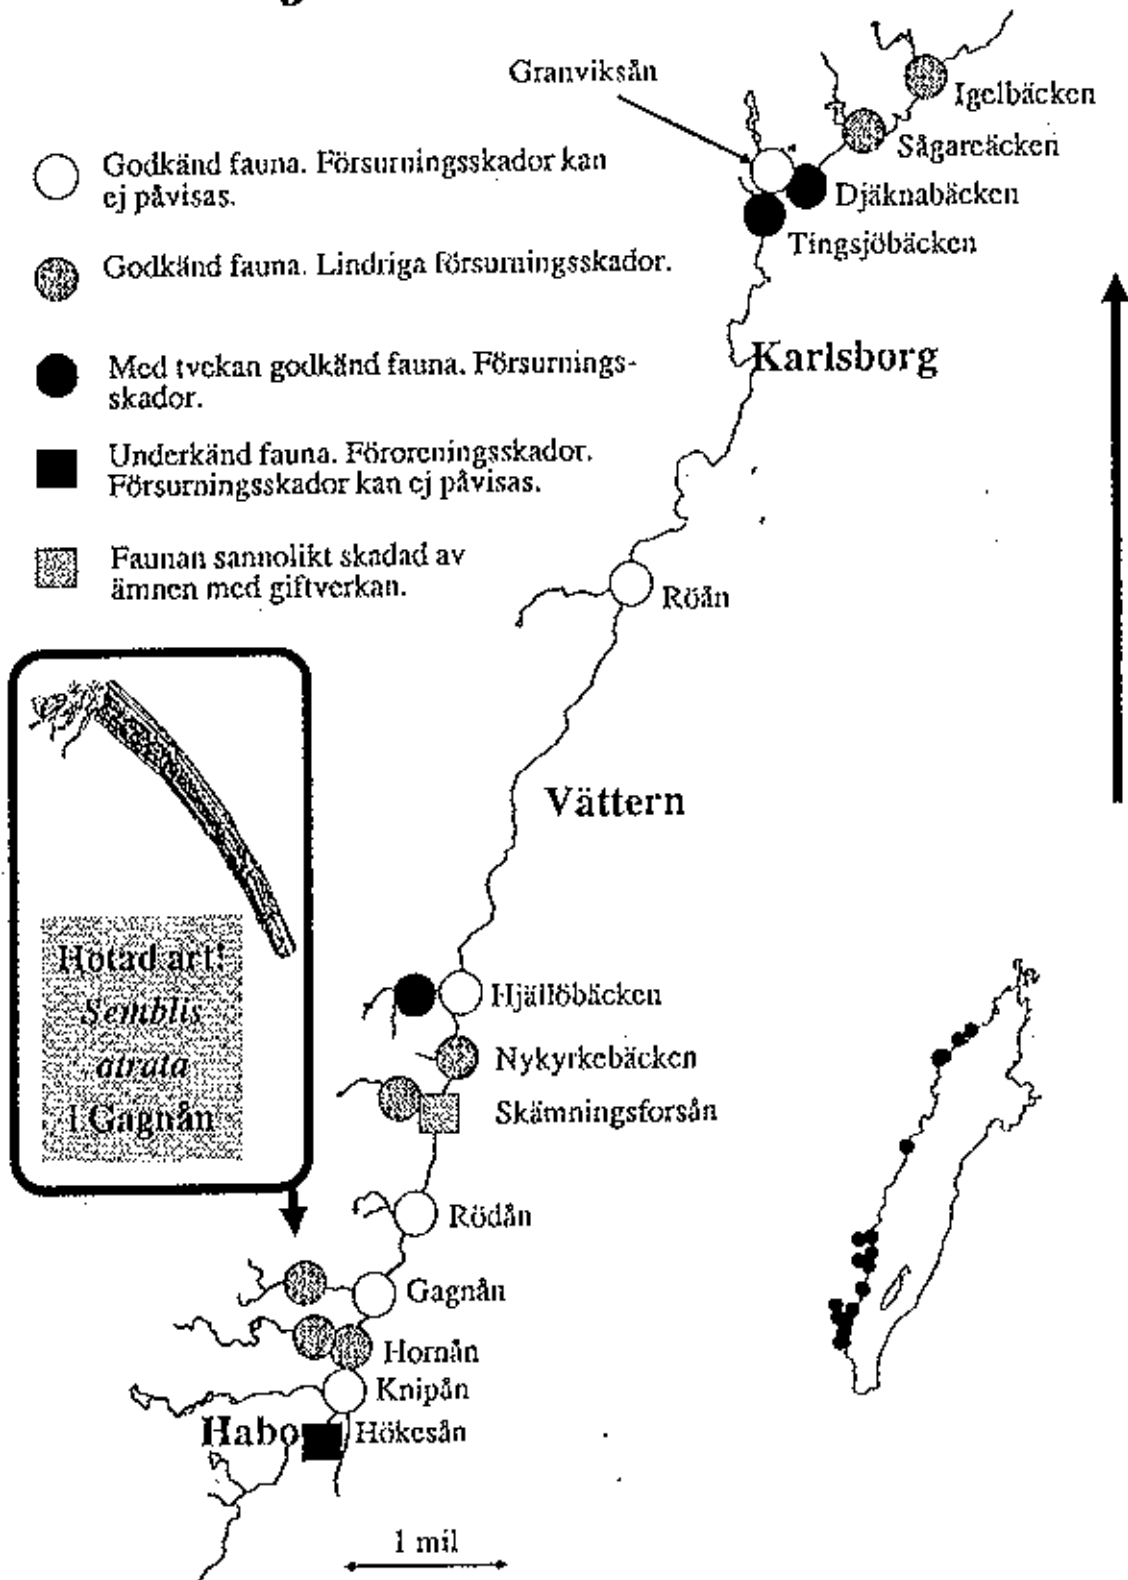 Granviksån
Igelbäcken
Sågareäcken
Djäknabäcken
Tingsjöbäcken
Godkänd fauna. Försurningsskador kan
ej påvisas.
Godkänd fauna. Lindriga försurningsskador.
Med tvekan godkänd fauna. Försurnings-
skador.
Underkänd fauna. Föroreningsskador.
Försurningsskador kan ej påvisas.
Faunan sannolikt skadad av
ämnen med giftverkan.
Karlsborg
Röån
Vättern
Hotad art!
Semblis
atrata
I Gagnån
Hjällöbäcken
Nykyrkebäcken
Skämningsforsån
Rödån
Gagnån
Hornån
Knipån
Habo
Hökesån
1 mil